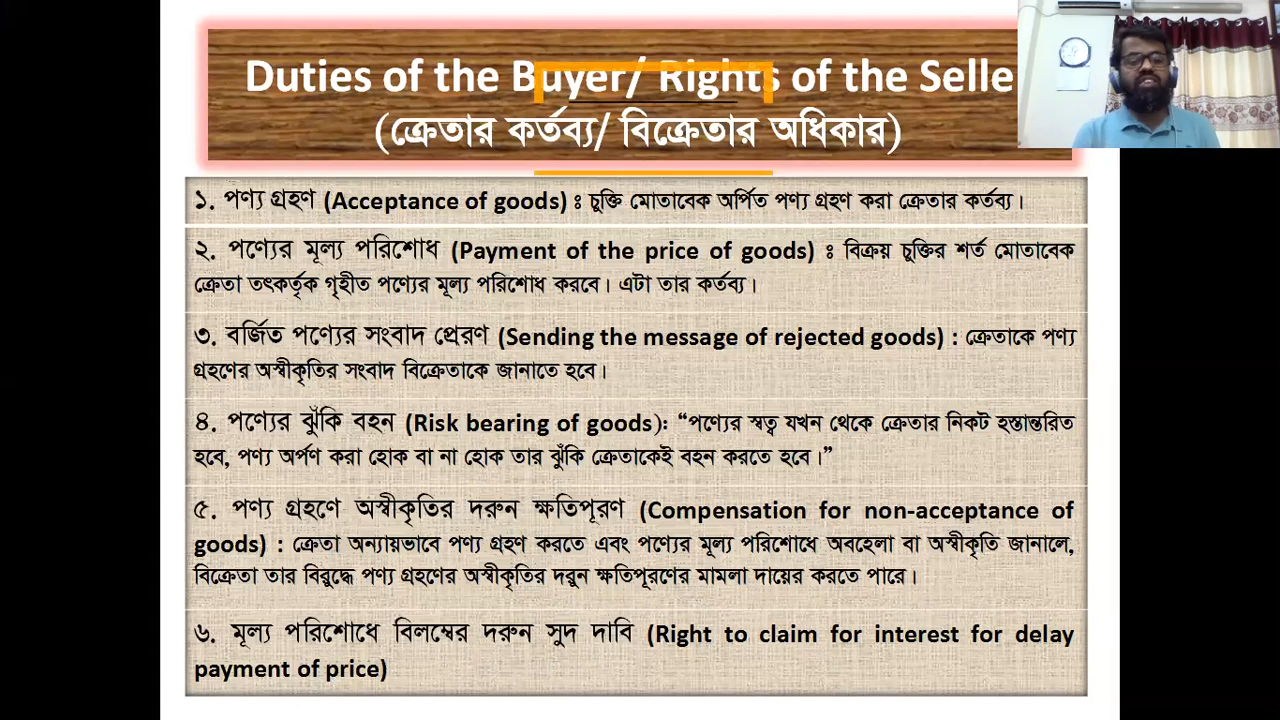 Duties of the Buyer/ Rights of the Selle
(ক্রেতার কর্তব্য/ বিক্রেতার অধিকার)
১. পণ্য গ্রহণ (Acceptance of goods) ঃ চুক্তি মোতাবেক অর্পিত পণ্য গ্রহণ করা ক্রেতার কর্তব্য।
২. পণ্যের মূল্য পরিশোধ (Payment of the price of goods) ঃ বিক্রয় চুক্তির শর্ত মোতাবেক
ক্রেতা তৎকর্তৃক গৃহীত পণ্যের মূল্য পরিশোধ করবে। এটা তার কর্তব্য।
৩. বর্জিত পণ্যের সংবাদ প্রেরণ (Sending the message of rejected goods) : ক্রেতাকে পণ্য
গ্রহণের অস্বীকৃতির সংবাদ বিক্রেতাকে জানাতে হবে।
৪. পণ্যের ঝুঁকি বহন (Risk bearing of goods)ঃ “পণ্যের স্বত্ব যখন থেকে ক্রেতার নিকট হস্তান্তরিত
হবে, পণ্য অর্পণ করা হোক বা না হোক তার ঝুঁকি ক্রেতাকেই বহন করতে হবে।”
৫. পণ্য গ্রহণে অস্বীকৃতির দরুন ক্ষতিপূরণ (Compensation for non-acceptance of
goods) : ক্রেতা অন্যায়ভাবে পণ্য গ্রহণ করতে এবং পণ্যের মূল্য পরিশোধে অবহেলা বা অস্বীকৃতি জানালে,
বিক্রেতা তার বিরুদ্ধে পণ্য গ্রহণের অস্বীকৃতির দরুন ক্ষতিপূরণের মামলা দায়ের করতে পারে।
৬. মূল্য পরিশোধে বিলম্বের দরুন সুদ দাবি (Right to claim for interest for delay
payment of price)